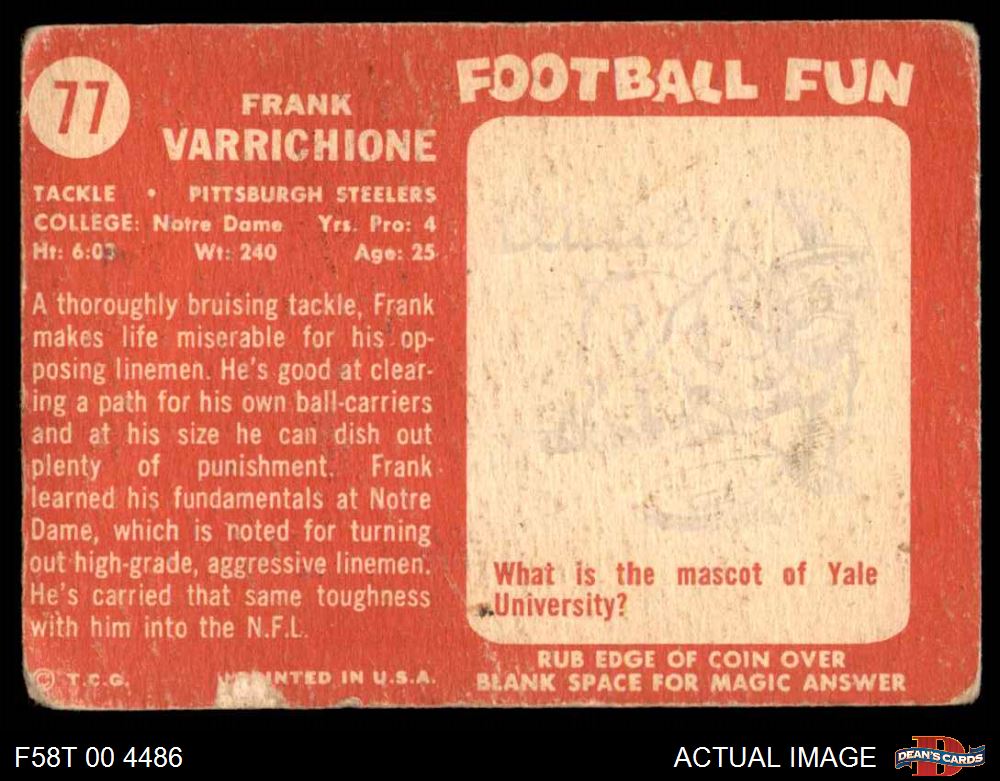 77
FRANK
VARRICHIONE
TACKLE • PITTSBURGH STEELERS
COLLEGE: Notre Dame Yrs. Pro: 4
Ht: 6:03 Wt: 240 Age: 25
A thoroughly bruising tackle, Frank
makes life miserable for his op-
posing linemen. He's good at clear-
ing a path for his own ball-carriers
and at his size he can dish out
plenty of punishment. Frank
learned his fundamentals at Notre
Dame, which is noted for turning
out high-grade, aggressive linemen.
He's carried that same toughness
with him into the N.F.L.
© T.C.G. PRINTED IN U.S.A.
FOOTBALL FUN
What is the mascot of Yale
University?
RUB EDGE OF COIN OVER
BLANK SPACE FOR MAGIC ANSWER
F58T 00 4486
ACTUAL IMAGE
DEAN'S CARDS